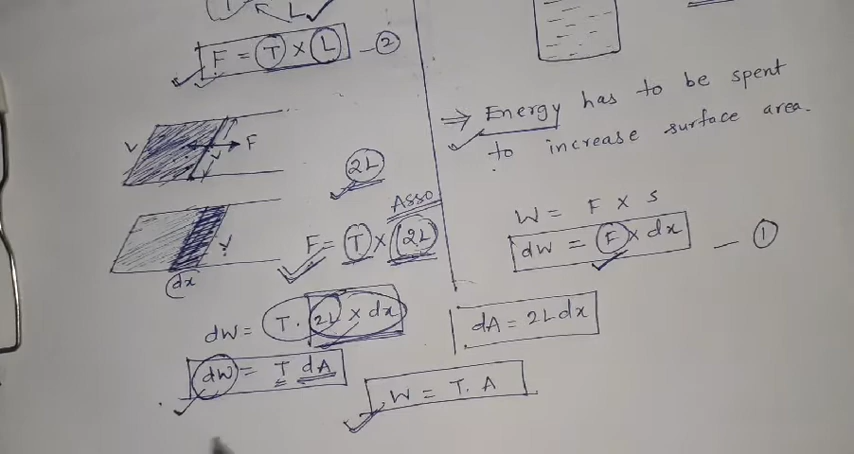 ① L
F = T × L — ②
F
2L
Asso
F = T × 2L
dx
dW = T . 2L × dx
dW = T dA
W = T. A
⇒ Energy has to be spent
to increase surface area.
W = F × S
dW = F × dx — ①
dA = 2L dx